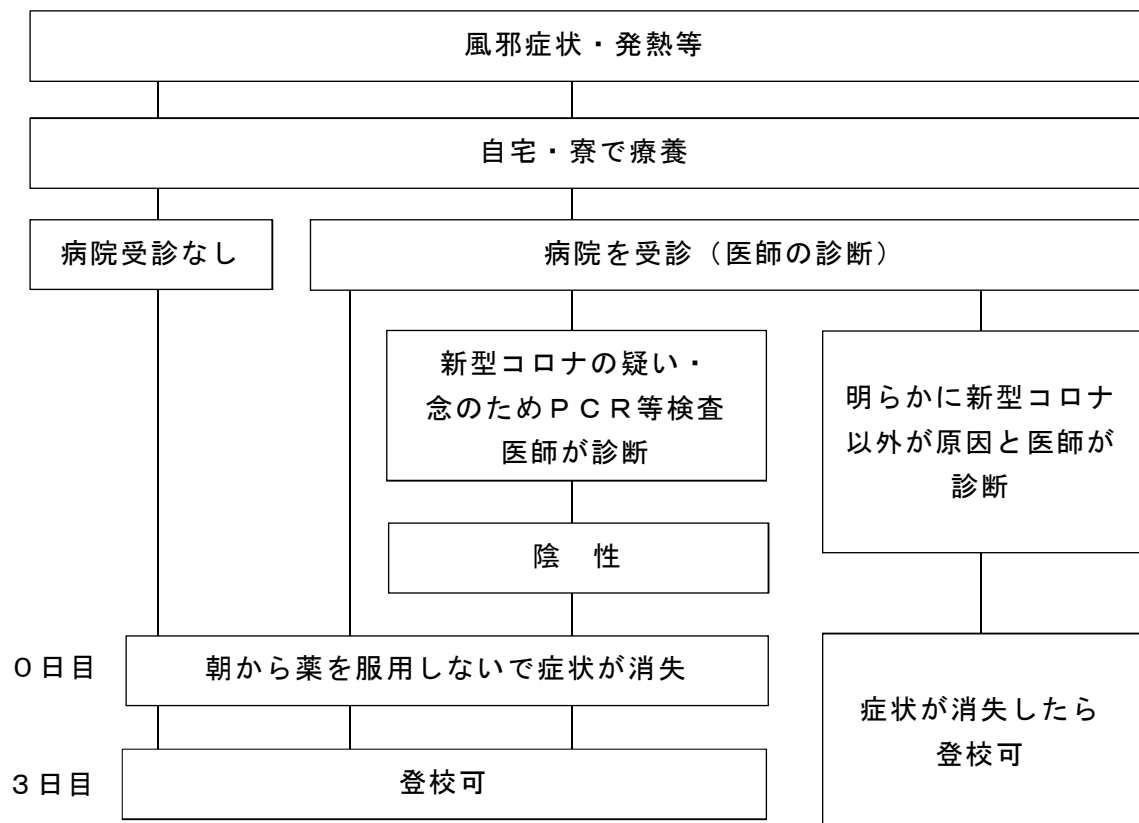 風邪症状・発熱等
自宅・寮で療養
病院受診なし
病院を受診（医師の診断）
新型コロナの疑い・
念のためＰＣＲ等検査
医師が診断
明らかに新型コロナ
以外が原因と医師が
診断
陰　性
０日目
朝から薬を服用しないで症状が消失
症状が消失したら
登校可
３日目
登校可